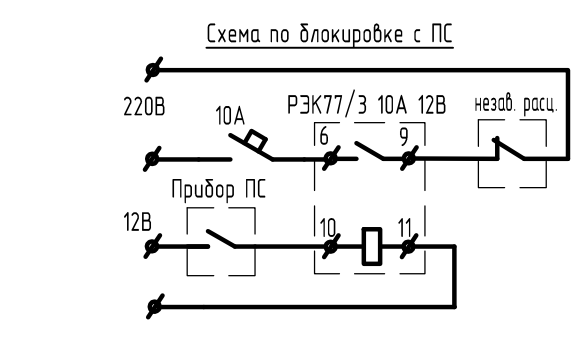 Схема по блокировке с ПС
220В
10А
РЭК77/3 10А 12В
незав. расц.
6
9
Прибор ПС
12В
10
11